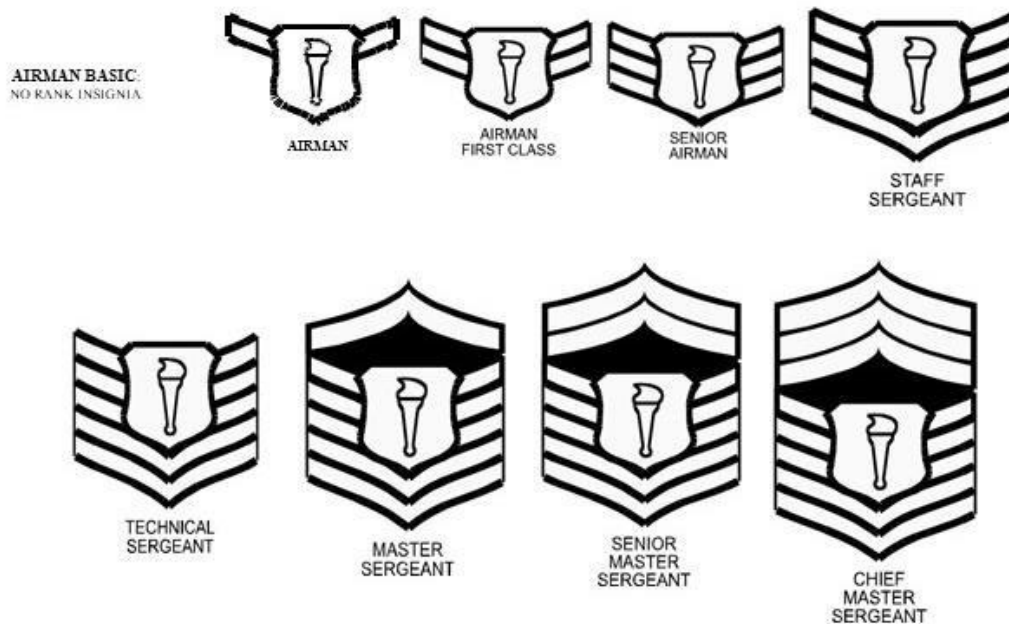 AIRMAN BASIC:
NO RANK INSIGNIA
AIRMAN
AIRMAN
FIRST CLASS
SENIOR
AIRMAN
STAFF
SERGEANT
TECHNICAL
SERGEANT
MASTER
SERGEANT
SENIOR
MASTER
SERGEANT
CHIEF
MASTER
SERGEANT